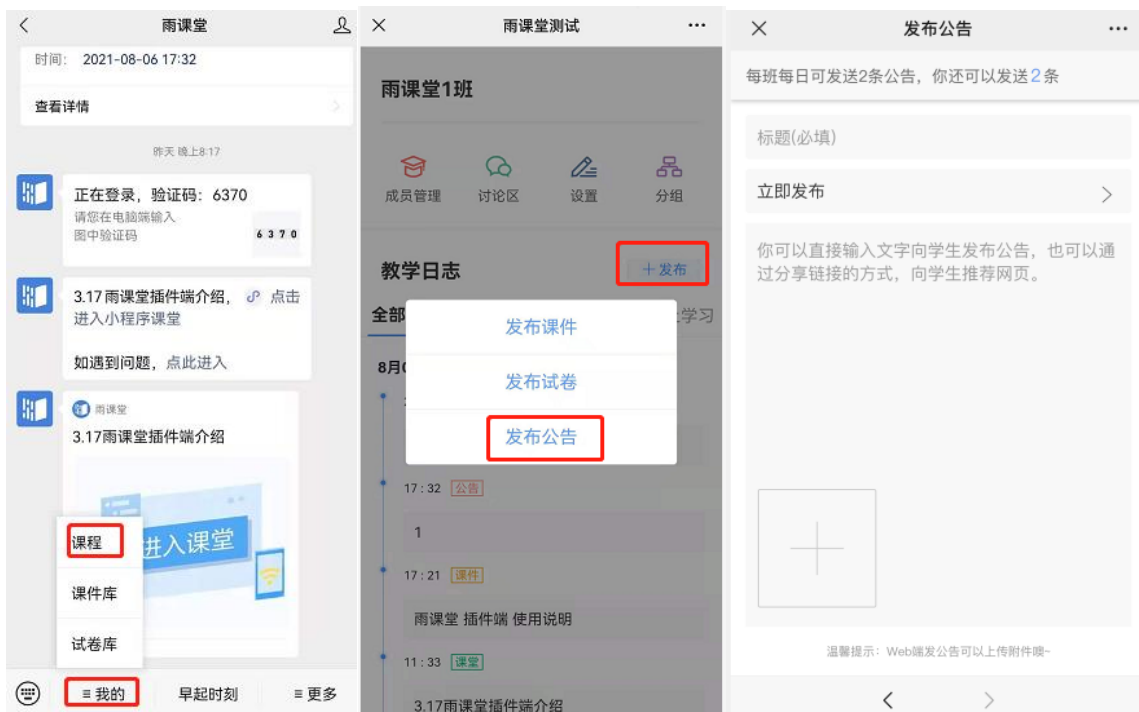 雨课堂
时间: 2021-08-06 17:32
查看详情
昨天 晚上8:17
正在登录，验证码：6370
请您在电脑端输入
图中验证码
6 3 7 0
3.17雨课堂插件端介绍， 点击
进入小程序课堂
如遇到问题，点此进入
雨课堂
3.17雨课堂插件端介绍
进入课堂
课程
课件库
试卷库
我的
早起时刻
更多
雨课堂测试
雨课堂1班
成员管理
讨论区
设置
分组
教学日志
＋发布
全部
学习
发布课件
发布试卷
发布公告
8月
17:32 公告
1
17:21 课件
雨课堂 插件端 使用说明
11:33 课堂
3.17雨课堂插件端介绍
发布公告
每班每日可发送2条公告，你还可以发送2条
标题(必填)
立即发布
你可以直接输入文字向学生发布公告，也可以通
过分享链接的方式，向学生推荐网页。
温馨提示：Web端发公告可以上传附件噢~